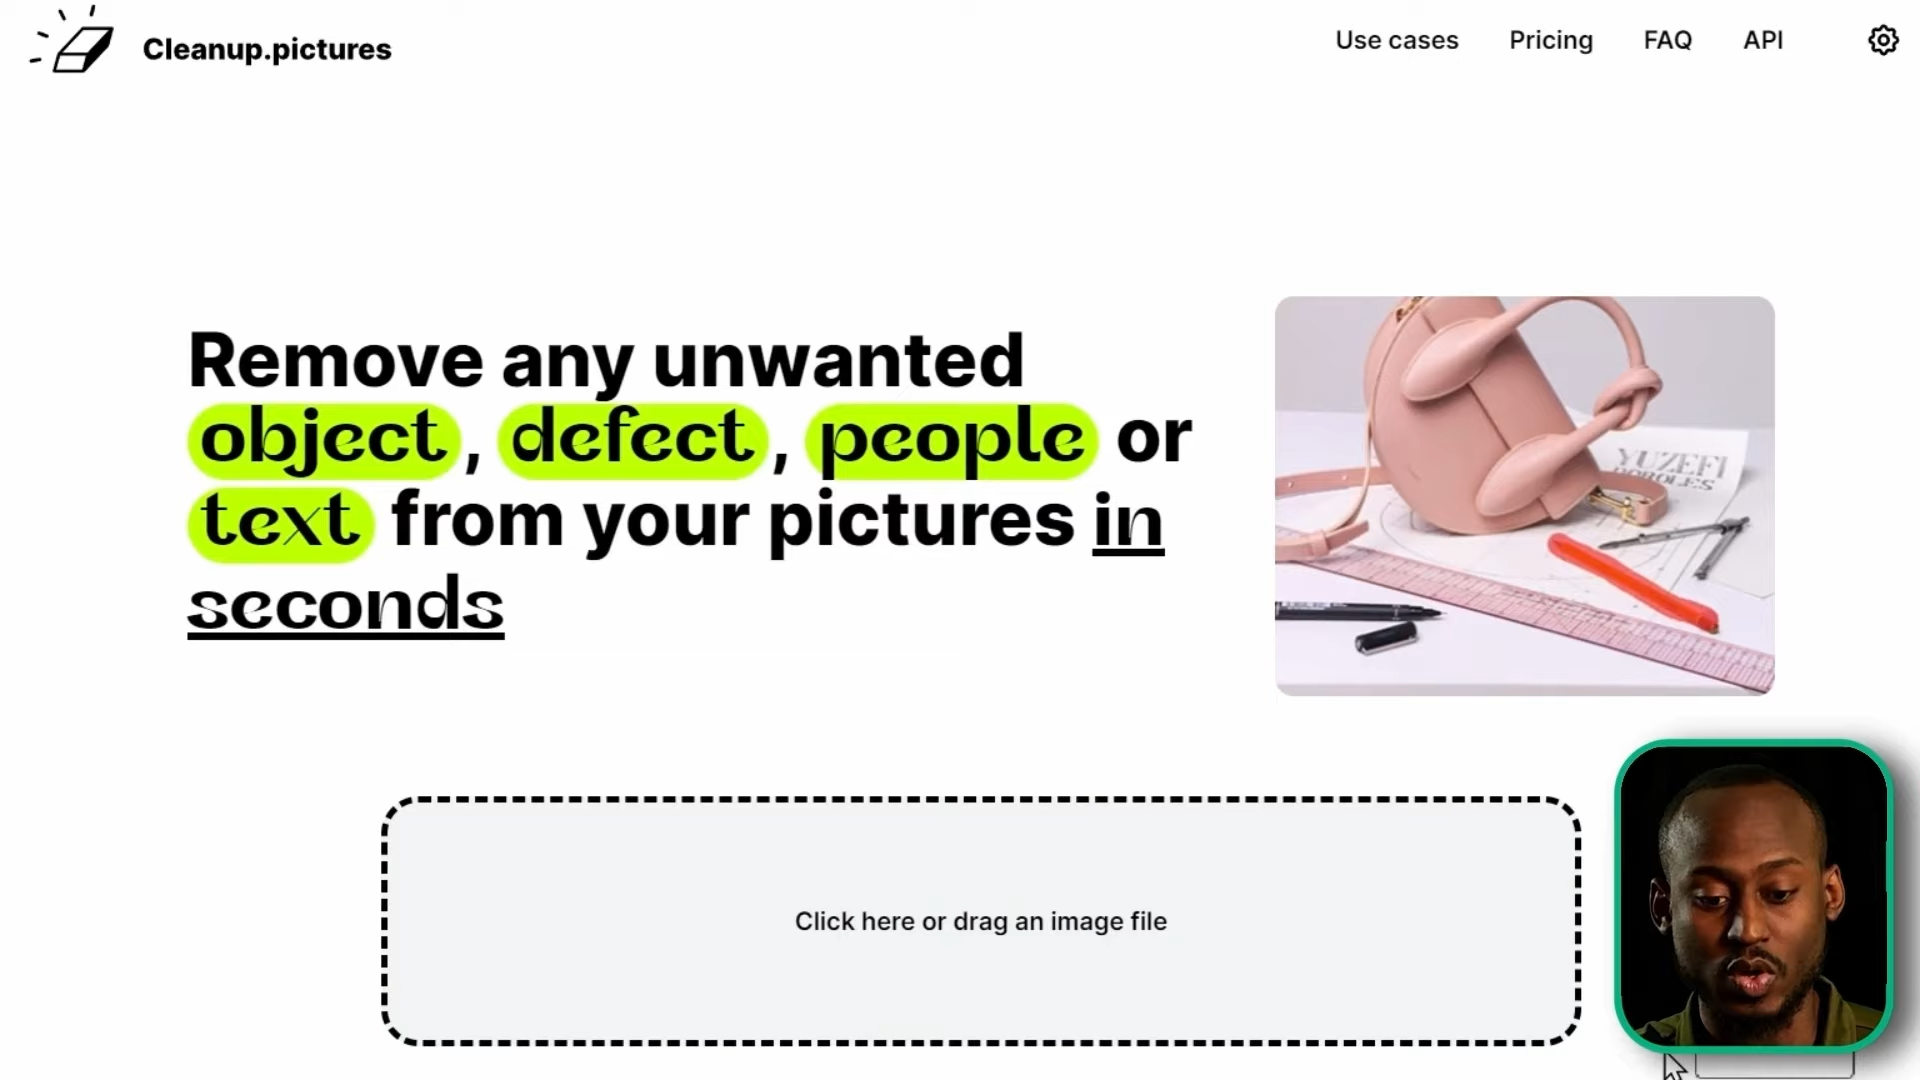 Cleanup.pictures
Use cases Pricing FAQ API
Remove any unwanted
object, defect, people or
text from your pictures in
seconds
YUZEFI
Click here or drag an image file